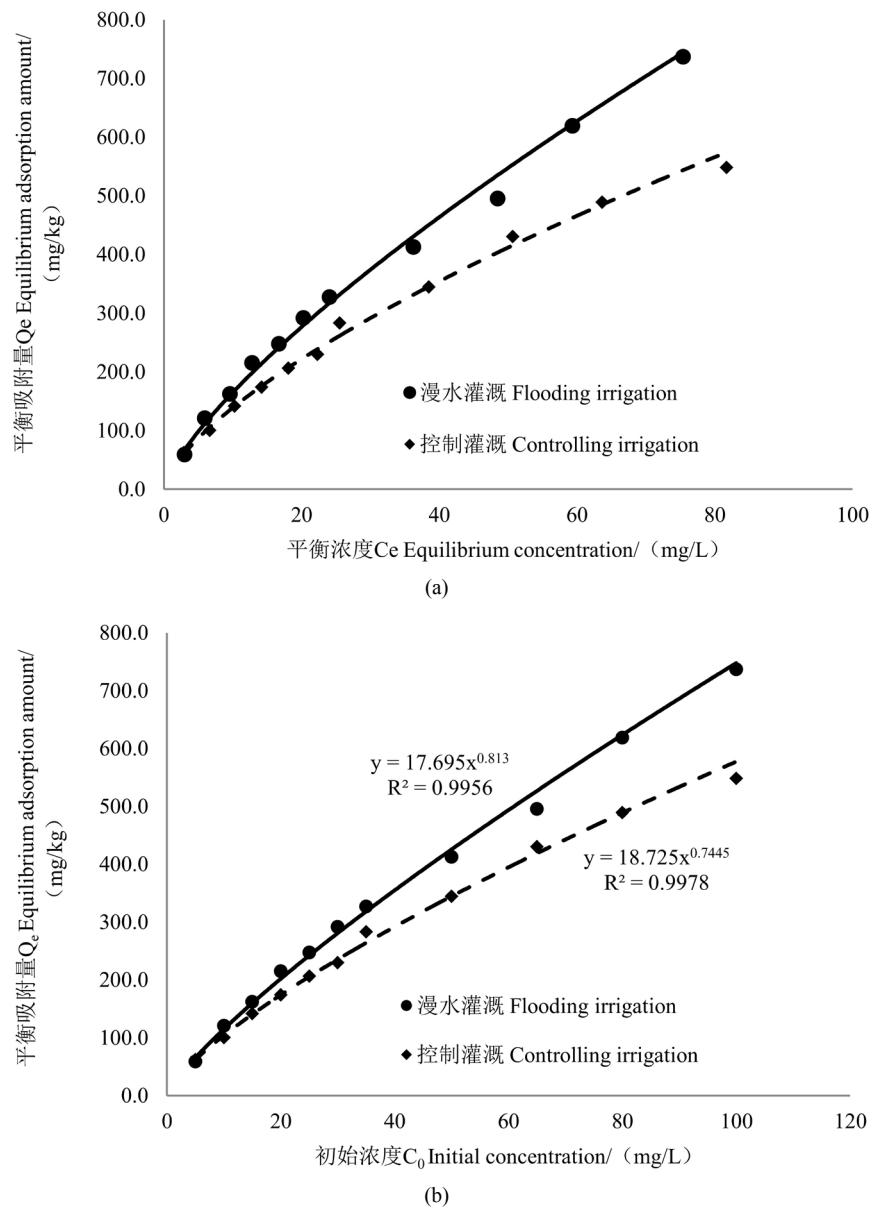 800.0
700.0
600.0
500.0
400.0
300.0
200.0
100.0
0.0
平衡吸附量Qe Equilibrium adsorption amount/
（mg/kg）
漫水灌溉 Flooding irrigation
控制灌溉 Controlling irrigation
0 20 40 60 80 100
平衡浓度Ce Equilibrium concentration/（mg/L）
(a)
800.0
700.0
600.0
500.0
400.0
300.0
200.0
100.0
0.0
平衡吸附量Qe Equilibrium adsorption amount/
（mg/kg）
y = 17.695x^0.813
R² = 0.9956
y = 18.725x^0.7445
R² = 0.9978
漫水灌溉 Flooding irrigation
控制灌溉 Controlling irrigation
0 20 40 60 80 100 120
初始浓度C₀ Initial concentration/（mg/L）
(b)